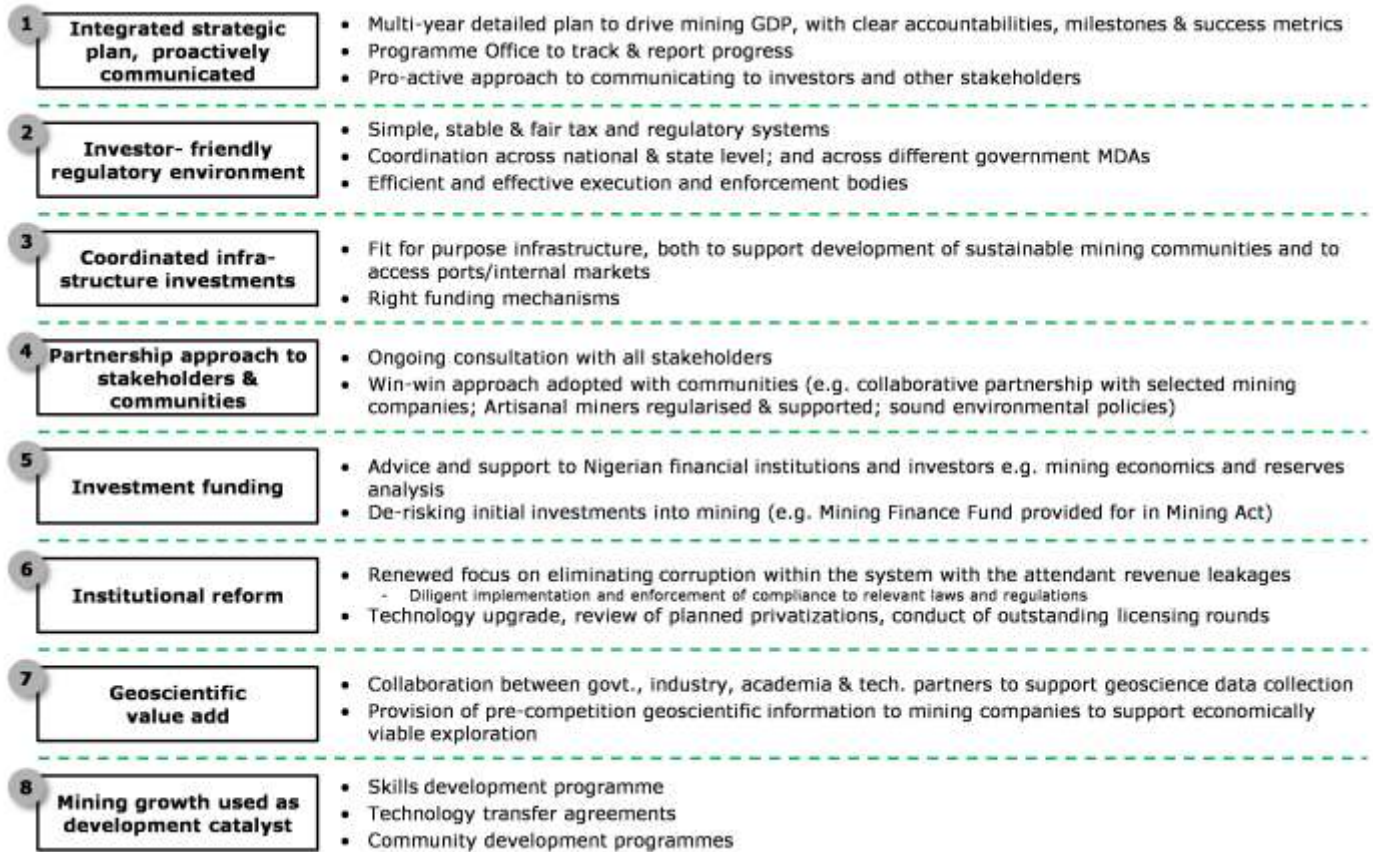 1
Integrated strategic
plan, proactively
communicated
• Multi-year detailed plan to drive mining GDP, with clear accountabilities, milestones & success metrics
• Programme Office to track & report progress
• Pro-active approach to communicating to investors and other stakeholders
2
Investor- friendly
regulatory environment
• Simple, stable & fair tax and regulatory systems
• Coordination across national & state level; and across different government MDAs
• Efficient and effective execution and enforcement bodies
3
Coordinated infra-
structure investments
• Fit for purpose infrastructure, both to support development of sustainable mining communities and to
access ports/internal markets
• Right funding mechanisms
4
Partnership approach to
stakeholders &
communities
• Ongoing consultation with all stakeholders
• Win-win approach adopted with communities (e.g. collaborative partnership with selected mining
companies; Artisanal miners regularised & supported; sound environmental policies)
5
Investment funding
• Advice and support to Nigerian financial institutions and investors e.g. mining economics and reserves
analysis
• De-risking initial investments into mining (e.g. Mining Finance Fund provided for in Mining Act)
6
Institutional reform
• Renewed focus on eliminating corruption within the system with the attendant revenue leakages
- Diligent implementation and enforcement of compliance to relevant laws and regulations
• Technology upgrade, review of planned privatizations, conduct of outstanding licensing rounds
7
Geoscientific
value add
• Collaboration between govt., industry, academia & tech. partners to support geoscience data collection
• Provision of pre-competition geoscientific information to mining companies to support economically
viable exploration
8
Mining growth used as
development catalyst
• Skills development programme
• Technology transfer agreements
• Community development programmes